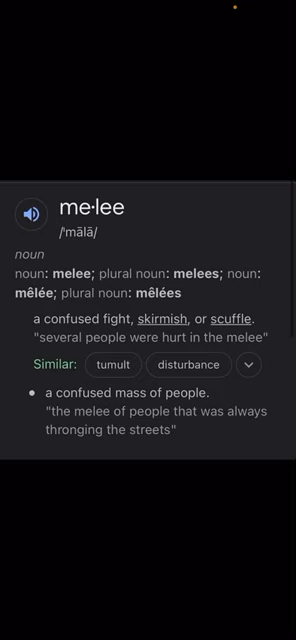 me·lee
/ˈmālā/
noun
noun: melee; plural noun: melees; noun:
mêlée; plural noun: mêlées
a confused fight, skirmish, or scuffle.
"several people were hurt in the melee"
Similar: tumult disturbance
a confused mass of people.
"the melee of people that was always
thronging the streets"